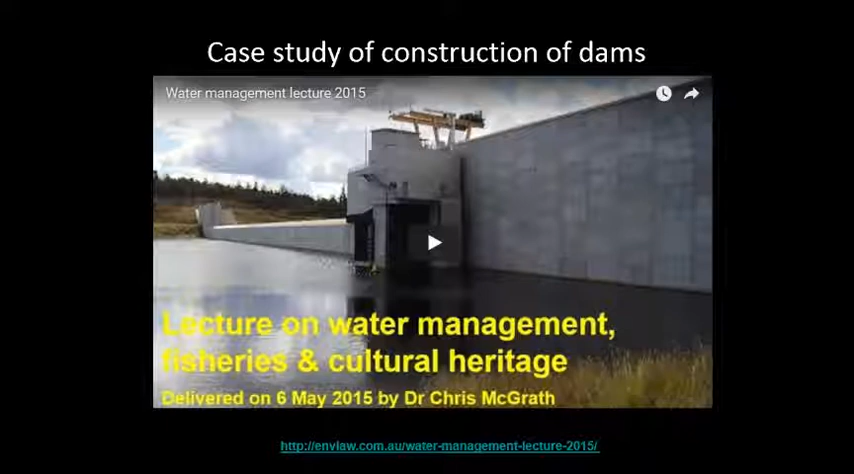 Case study of construction of dams
Water management lecture 2015
Lecture on water management,
fisheries & cultural heritage
Delivered on 6 May 2015 by Dr Chris McGrath
http://envlaw.com.au/water-management-lecture-2015/